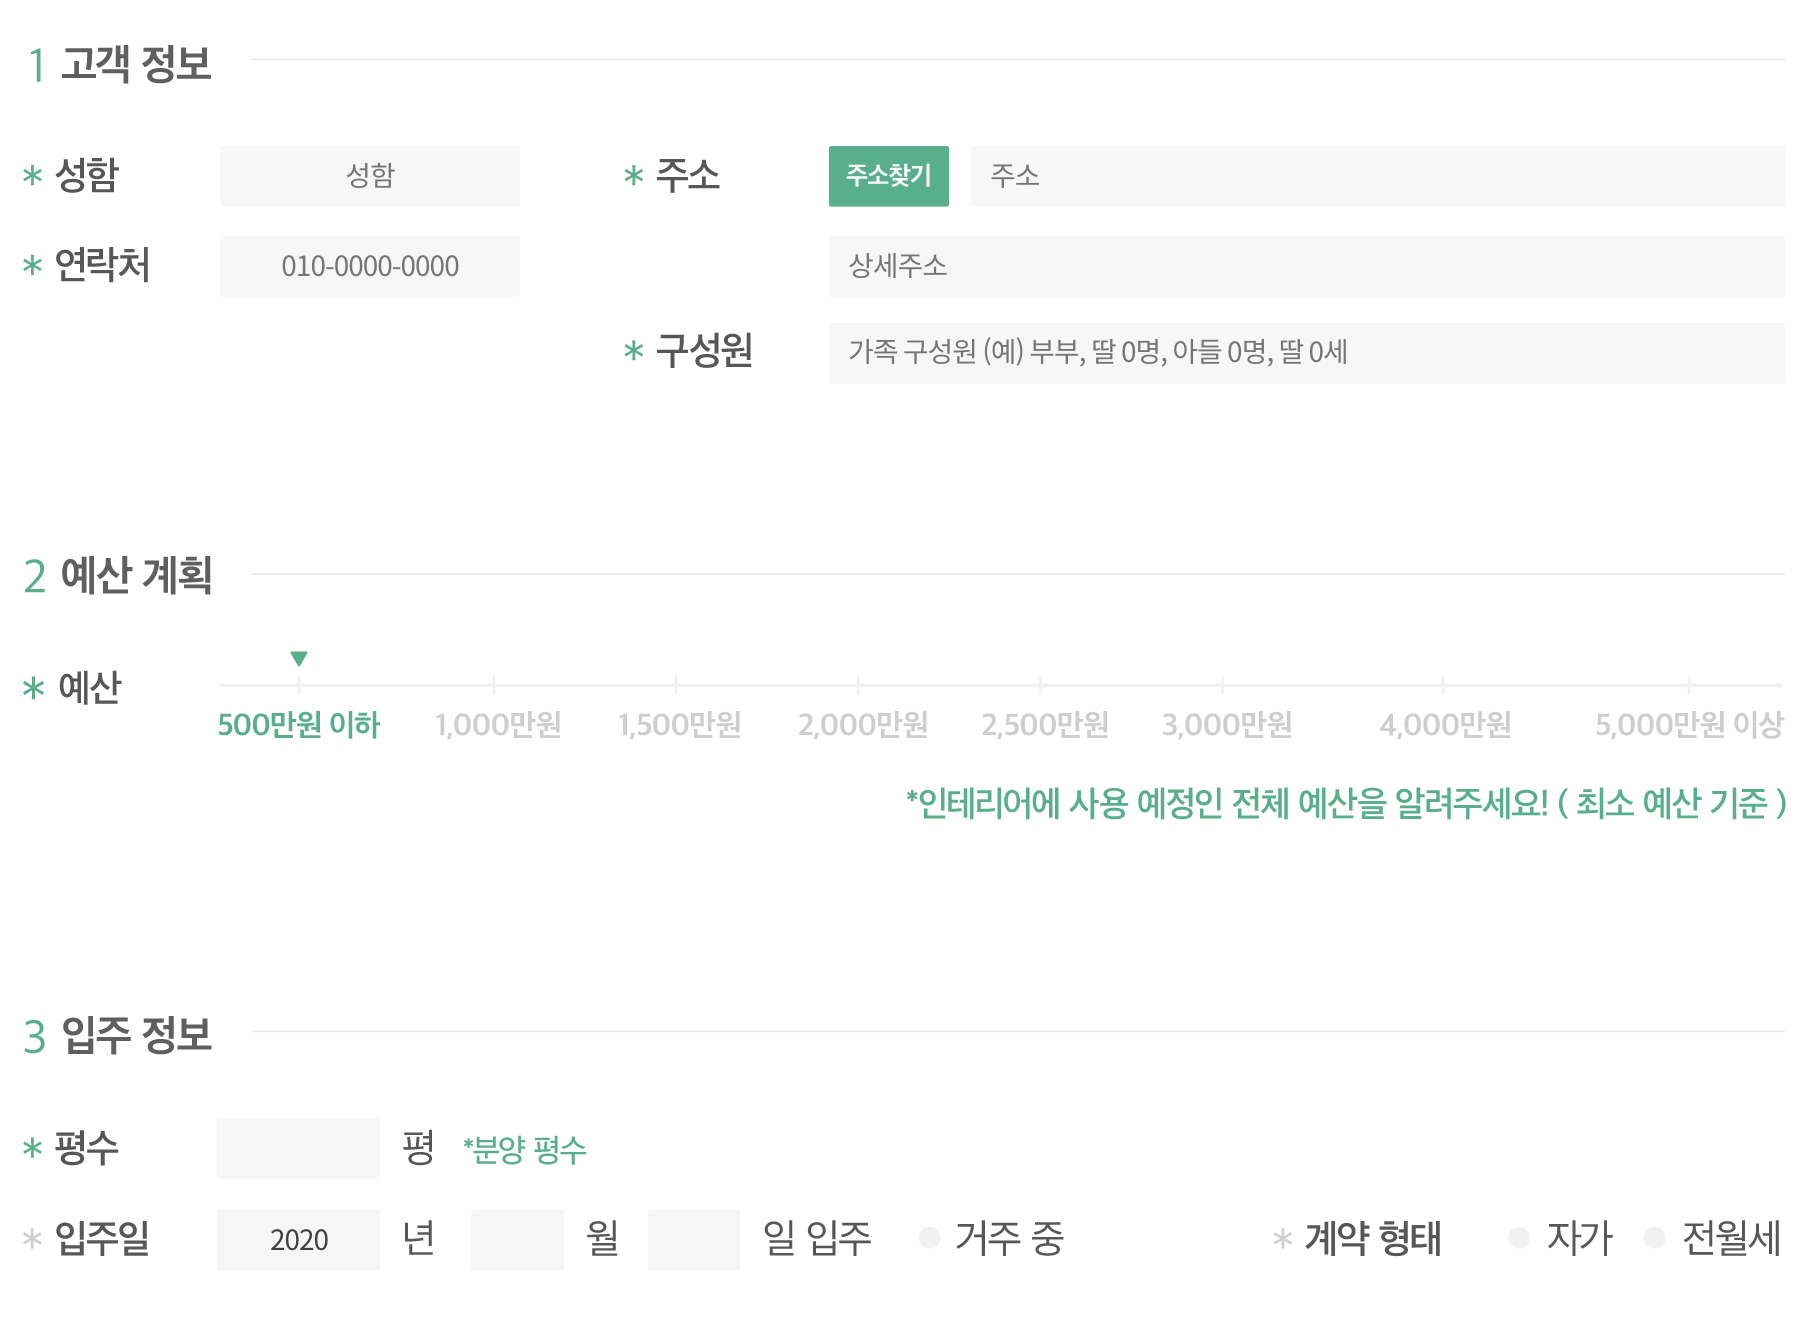 1 고객 정보
* 성함 성함 * 주소 주소찾기 주소
* 연락처 010-0000-0000 상세주소
* 구성원 가족 구성원 (예) 부부, 딸 0명, 아들 0명, 딸 0세
2 예산 계획
* 예산
500만원 이하 1,000만원 1,500만원 2,000만원 2,500만원 3,000만원 4,000만원 5,000만원 이상
*인테리어에 사용 예정인 전체 예산을 알려주세요! ( 최소 예산 기준 )
3 입주 정보
* 평수 평 *분양 평수
* 입주일 2020 년 월 일 입주 거주 중 * 계약 형태 자가 전월세